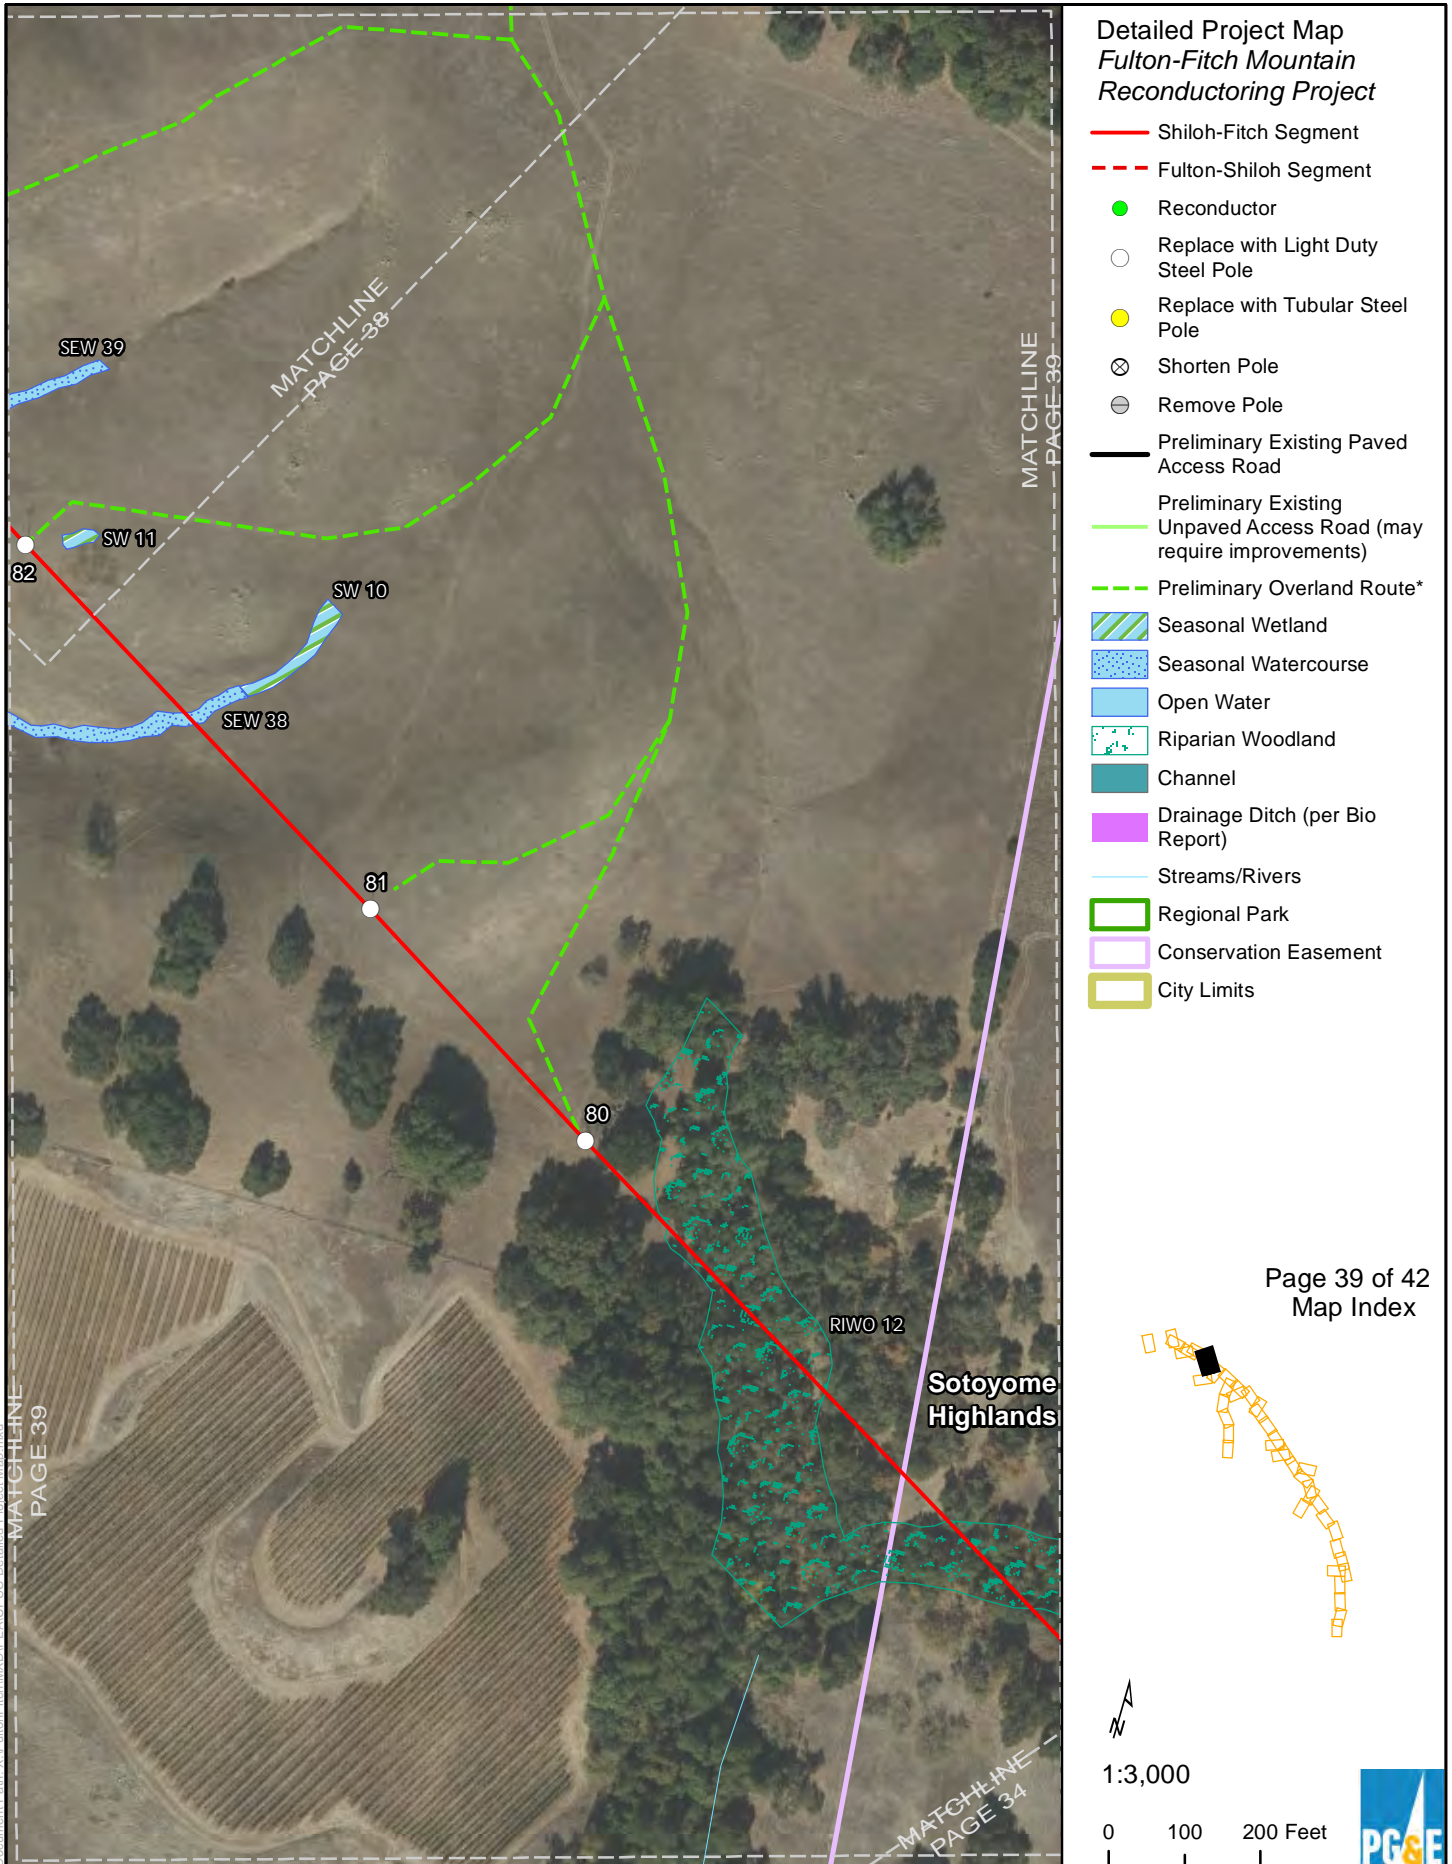 Detailed Project Map
Fulton-Fitch Mountain
Reconductoring Project
Shiloh-Fitch Segment
Fulton-Shiloh Segment
Reconductor
Replace with Light Duty
Steel Pole
Replace with Tubular Steel
Pole
Shorten Pole
Remove Pole
Preliminary Existing Paved
Access Road
Preliminary Existing
Unpaved Access Road (may
require improvements)
Preliminary Overland Route*
Seasonal Wetland
Seasonal Watercourse
Open Water
Riparian Woodland
Channel
Drainage Ditch (per Bio
Report)
Streams/Rivers
Regional Park
Conservation Easement
City Limits
Page 39 of 42
Map Index
N
1:3,000
0 100 200 Feet
PG&E
MATCHLINE
PAGE 38
MATCHLINE
PAGE 39
SEW 39
SW 11
82
SW 10
SEW 38
81
80
RIWO 12
Sotoyome
Highlands
MATCHLINE
PAGE 39
MATCHLINE
PAGE 34